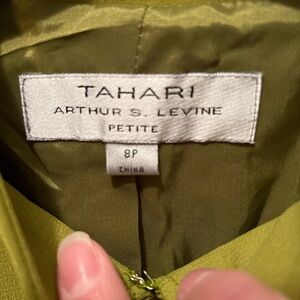 TAHARI
ARTHUR S. LEVINE
PETITE
8P
CHINA